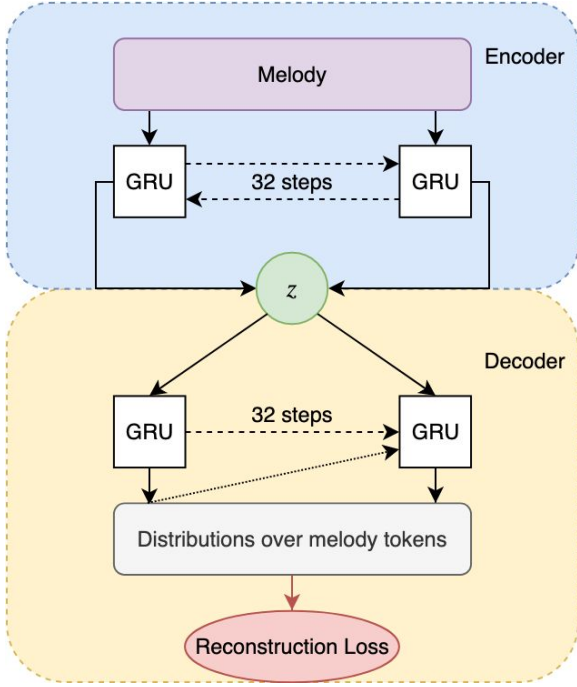 Encoder
Melody
GRU
32 steps
GRU
z
Decoder
GRU
32 steps
GRU
Distributions over melody tokens
Reconstruction Loss